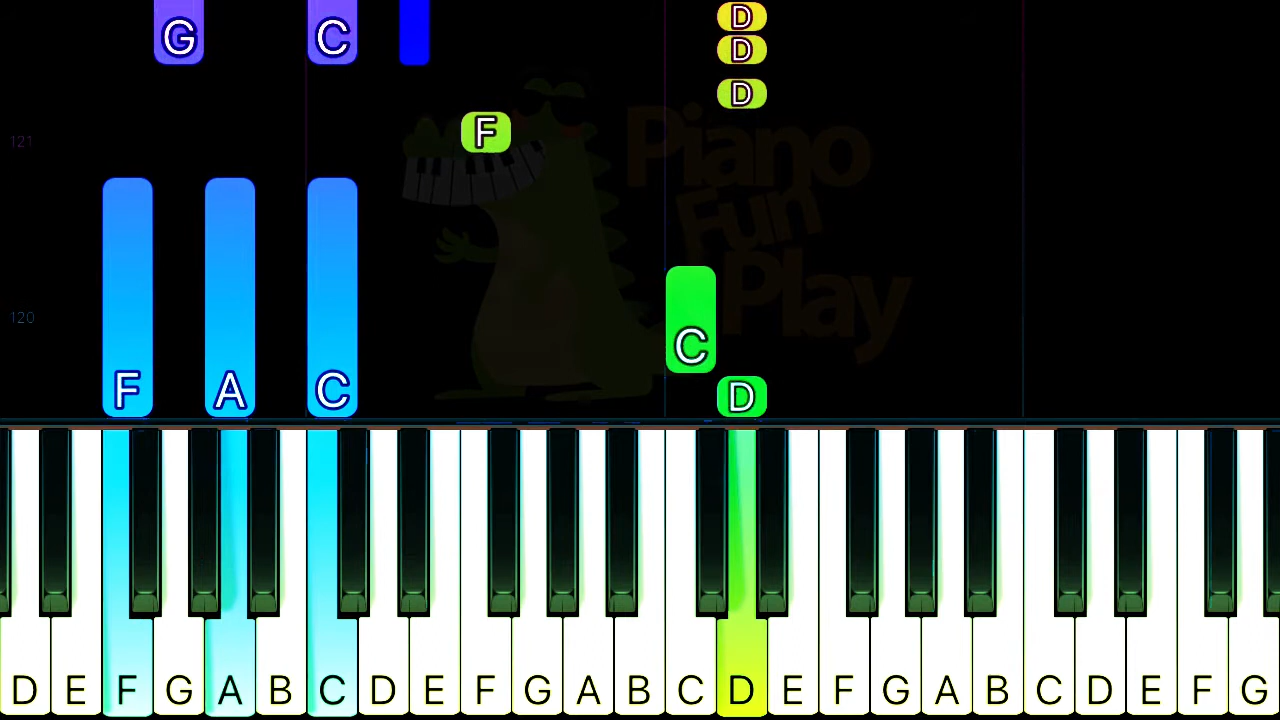 G C D
D
D
F
121
Piano
Fun
Play
120
C
F A C D
D E F G A B C D E F G A B C D E F G A B C D E F G